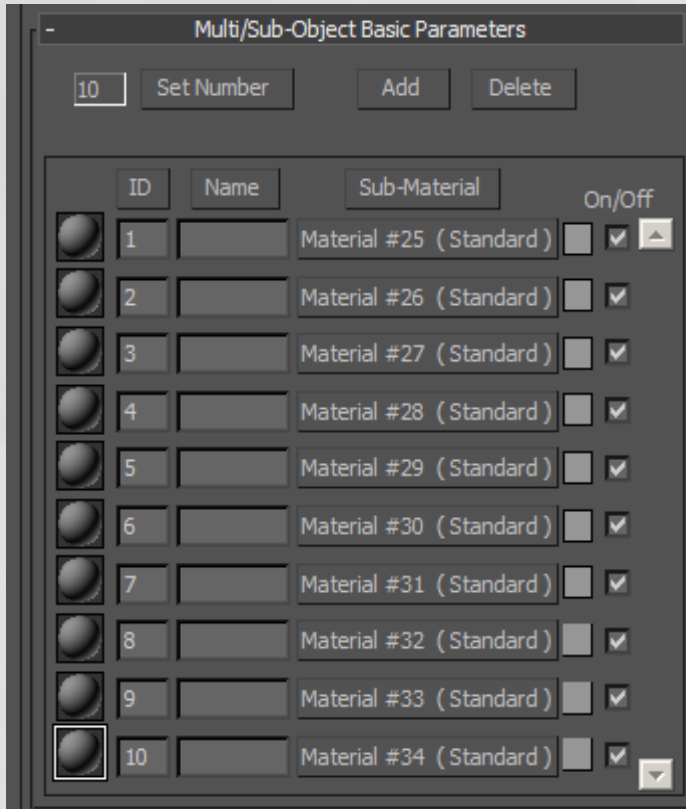 - Multi/Sub-Object Basic Parameters
10 Set Number Add Delete
ID Name Sub-Material On/Off
1 Material #25 ( Standard )
2 Material #26 ( Standard )
3 Material #27 ( Standard )
4 Material #28 ( Standard )
5 Material #29 ( Standard )
6 Material #30 ( Standard )
7 Material #31 ( Standard )
8 Material #32 ( Standard )
9 Material #33 ( Standard )
10 Material #34 ( Standard )